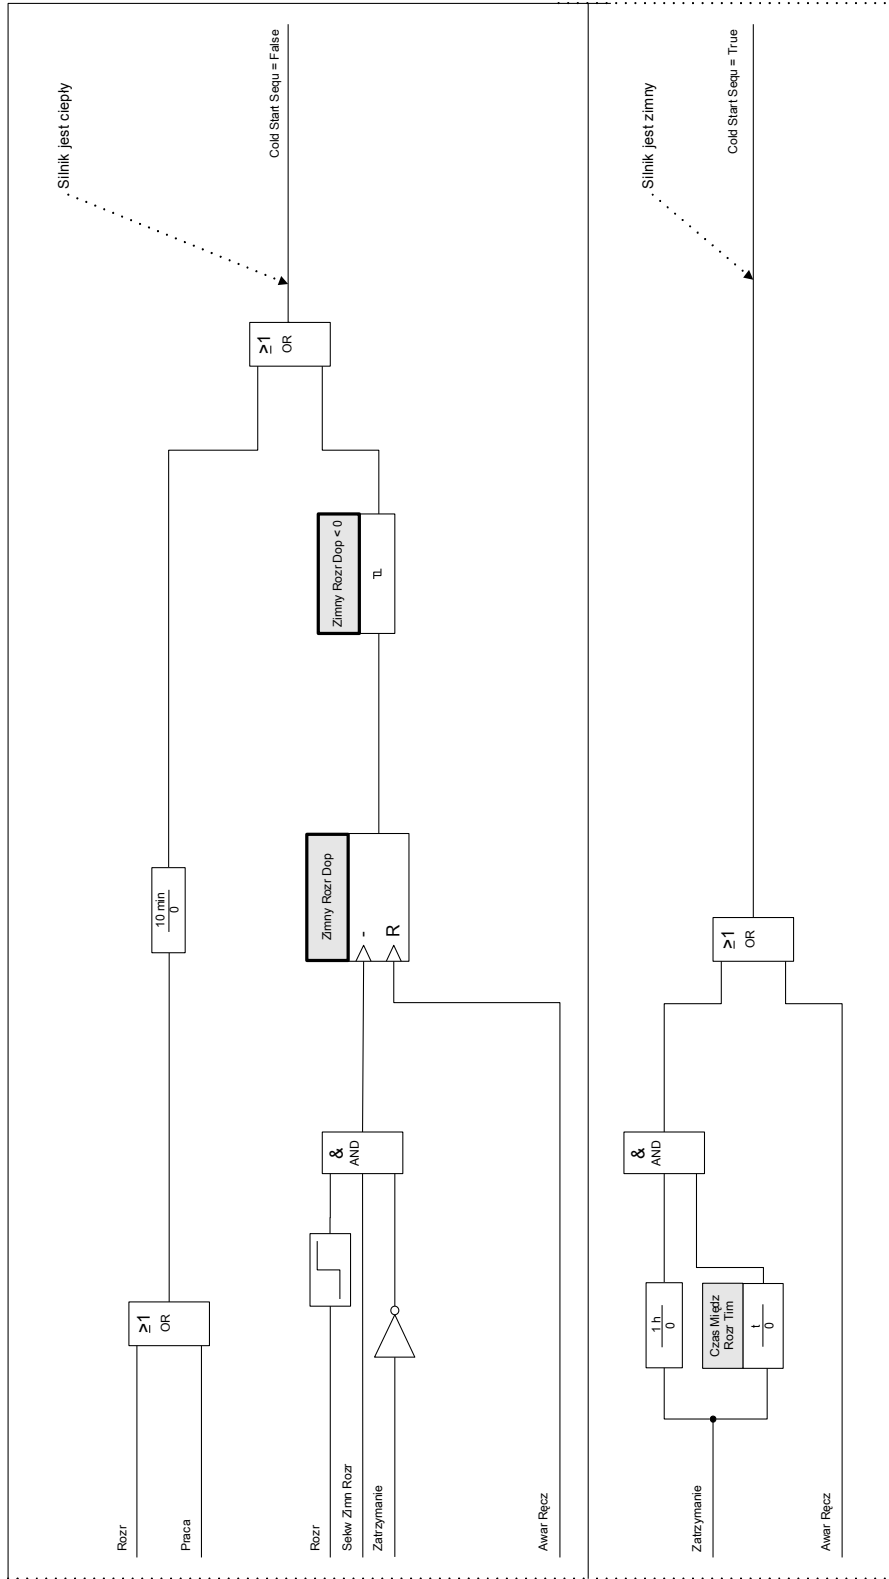 Silnik jest ciepły
Cold Start Sequ = False
≥1
OR
Zimny Rozr Dop < 0
10 min
0
Zimny Rozr Dop
-
R
&
AND
≥1
OR
Rozr
Praca
Rozr
Sekw Zimn Rozr
Zatrzymanie
Awar Ręcz
Silnik jest zimny
Cold Start Sequ = True
≥1
OR
&
AND
1 h
0
Czas Międz
Rozr Tim
t
0
Zatrzymanie
Awar Ręcz